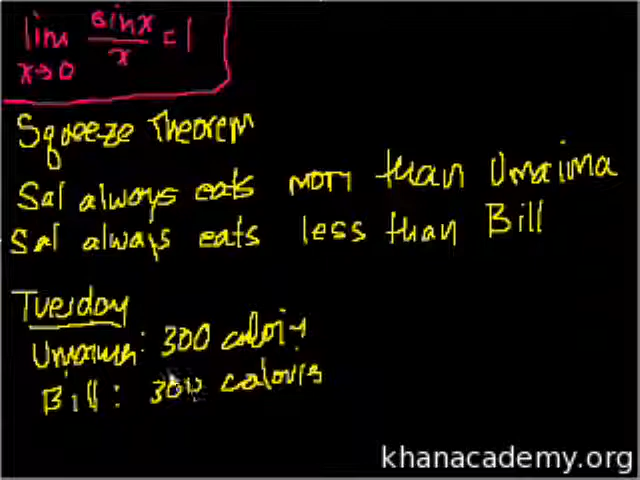 lim sinx/x = 1
x→0
Squeeze Theorem
Sal always eats more than Umaima
Sal always eats less than Bill
Tuesday
Umaima: 300 calories
Bill: 300 calories
khanacademy.org